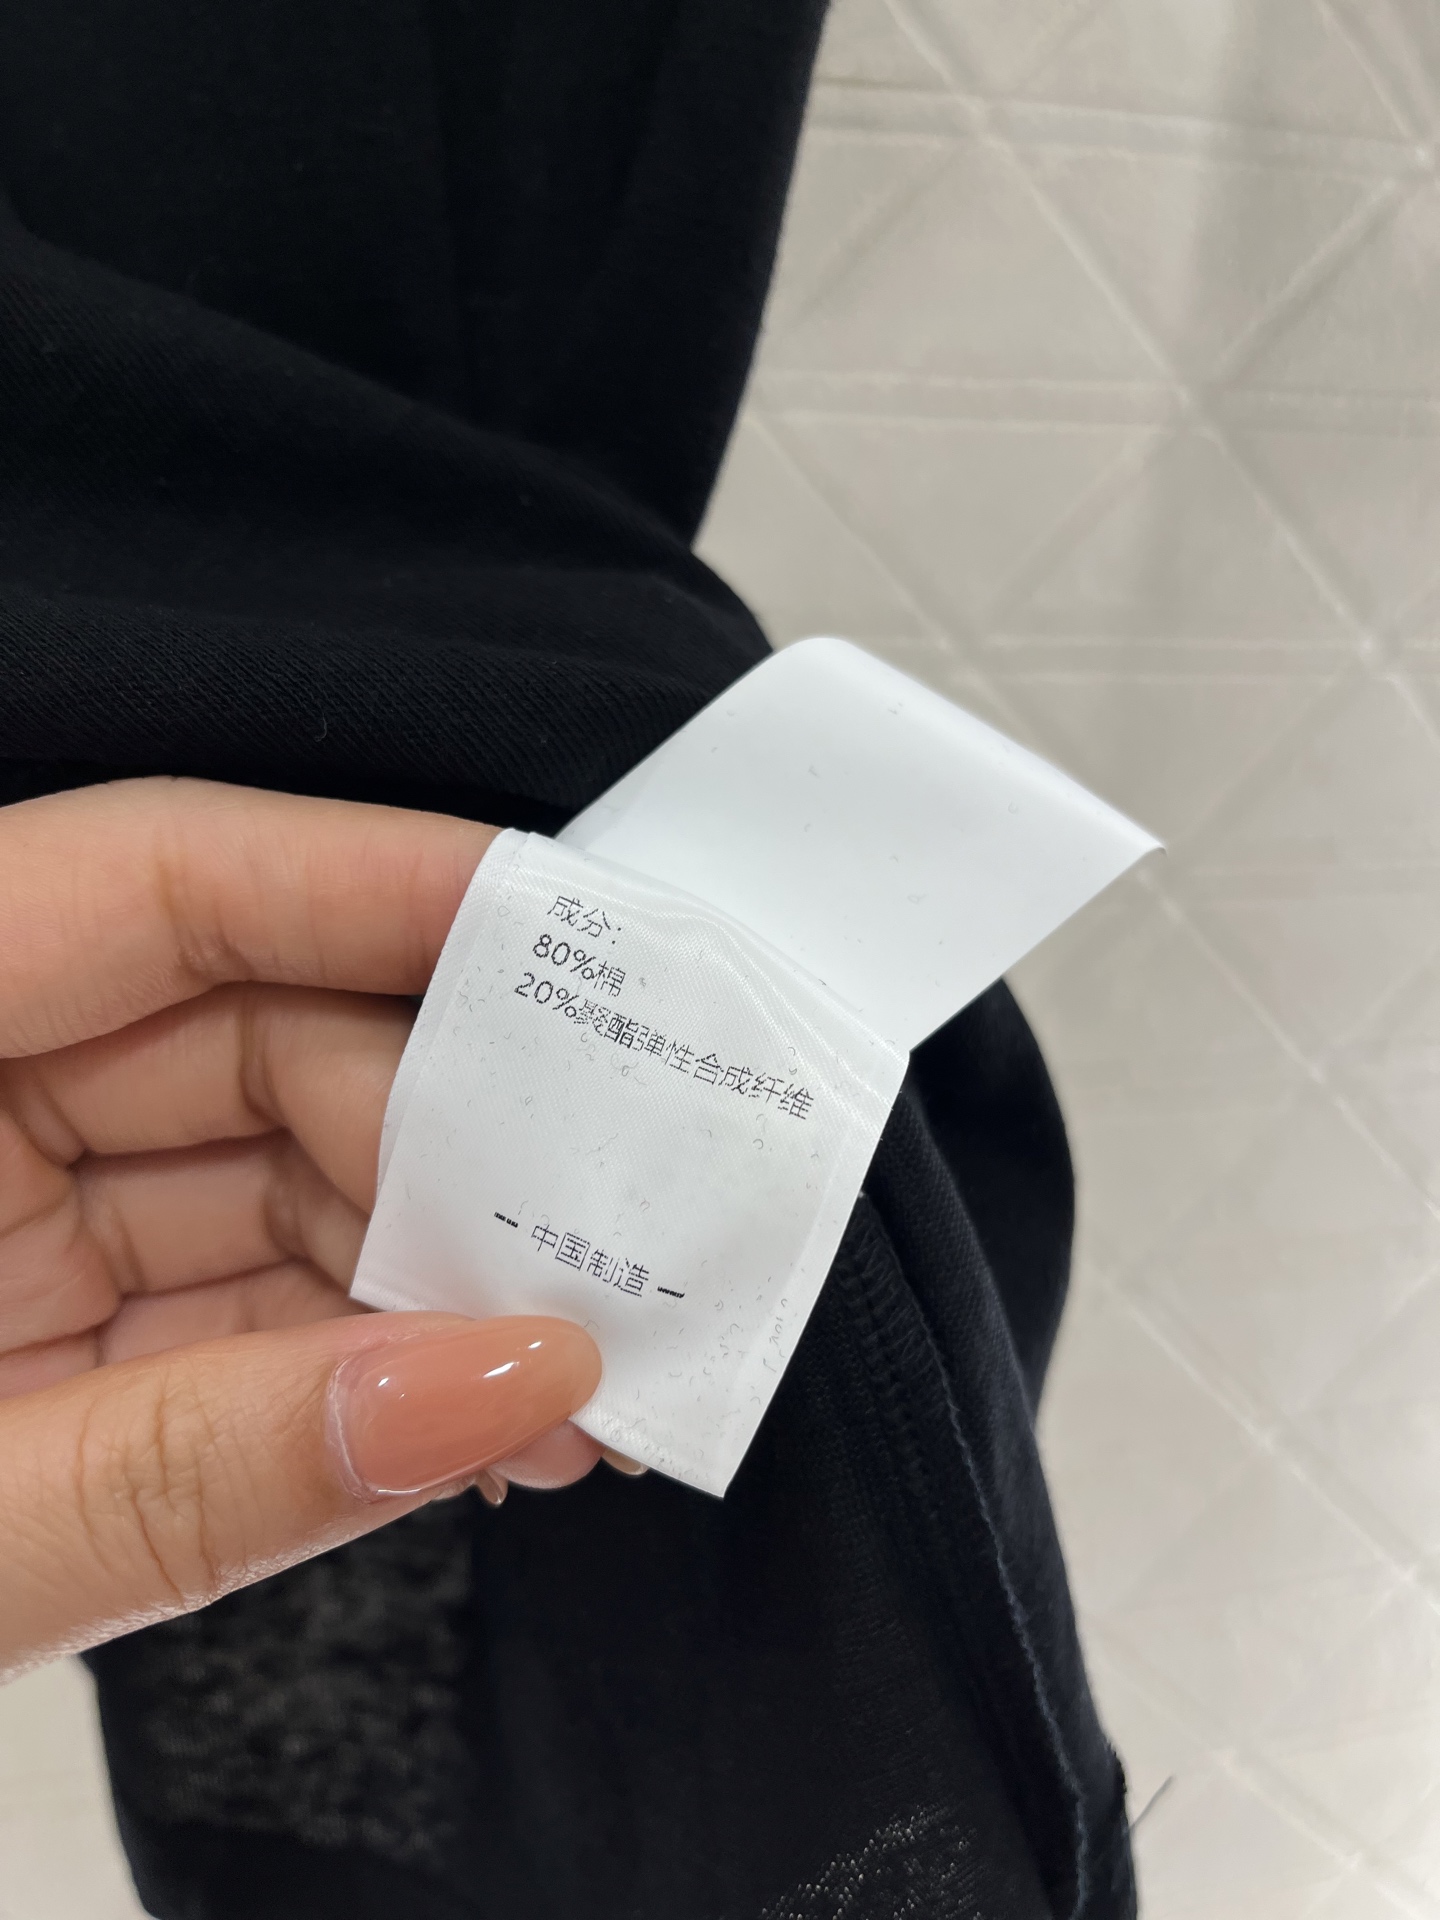 成分:
80%棉
20%聚酯弹性合成纤维
- 中国制造 -